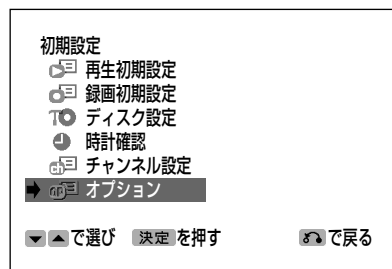 初期設定
再生初期設定
録画初期設定
ディスク設定
時計確認
ch チャンネル設定
オプション
で選び 決定 を押す で戻る